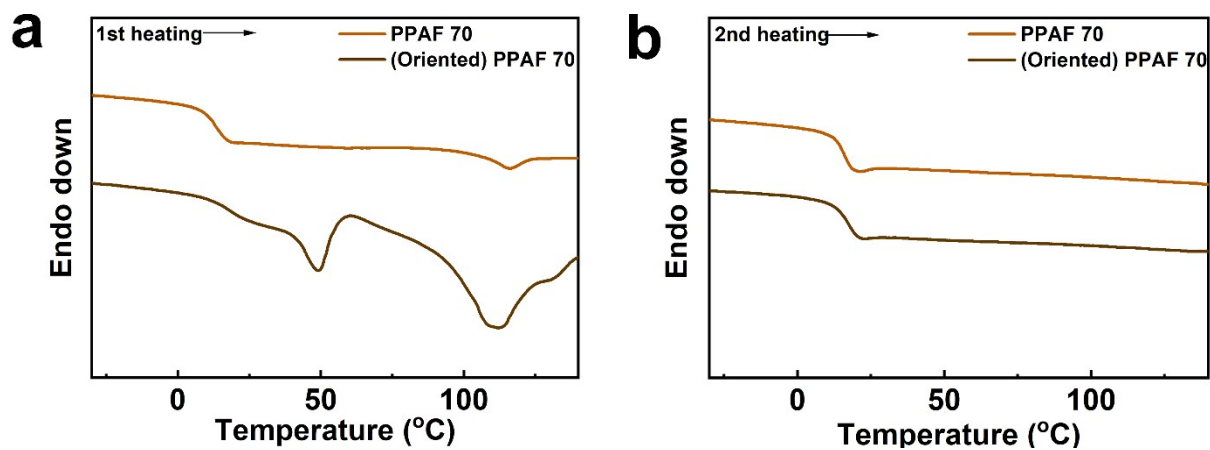 a
1st heating
PPAF 70
(Oriented) PPAF 70
Endo down
0 50 100
Temperature (°C)
b
2nd heating
PPAF 70
(Oriented) PPAF 70
Endo down
0 50 100
Temperature (°C)